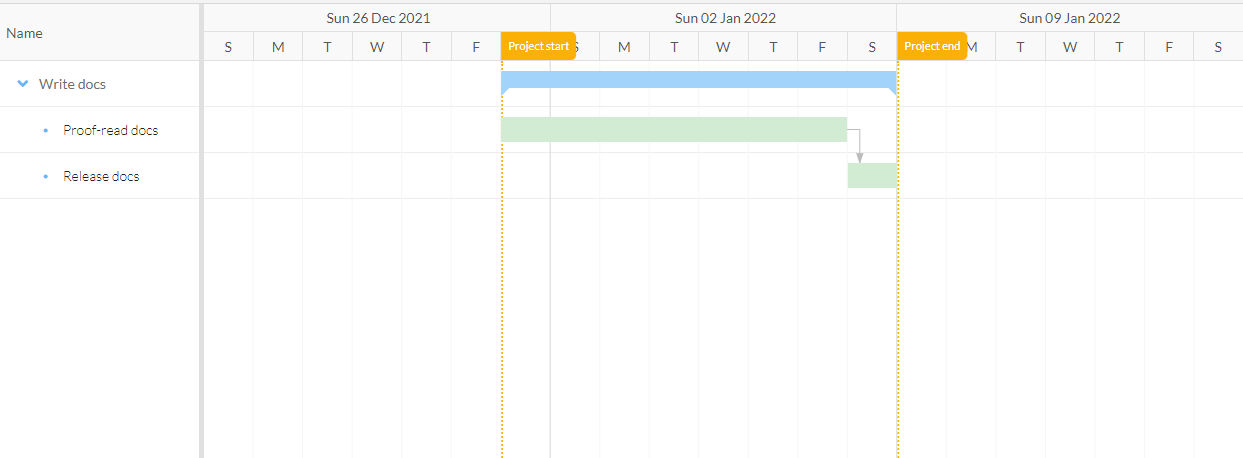 Name
Sun 26 Dec 2021
Sun 02 Jan 2022
Sun 09 Jan 2022
S M T W T F Project start S M T W T F S Project end M T W T F S
Write docs
Proof-read docs
Release docs